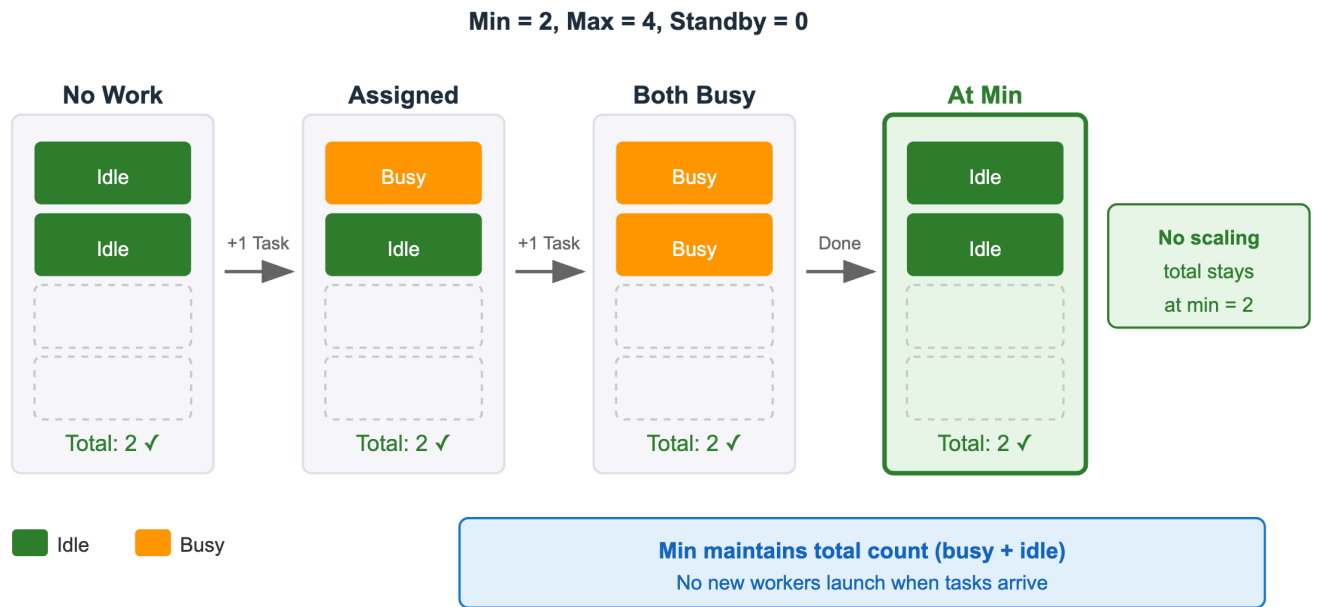 Min = 2, Max = 4, Standby = 0
No Work
Idle
Idle
Total: 2 ✓
+1 Task
Assigned
Busy
Idle
Total: 2 ✓
+1 Task
Both Busy
Busy
Busy
Total: 2 ✓
Done
At Min
Idle
Idle
Total: 2 ✓
No scaling
total stays
at min = 2
Idle
Busy
Min maintains total count (busy + idle)
No new workers launch when tasks arrive